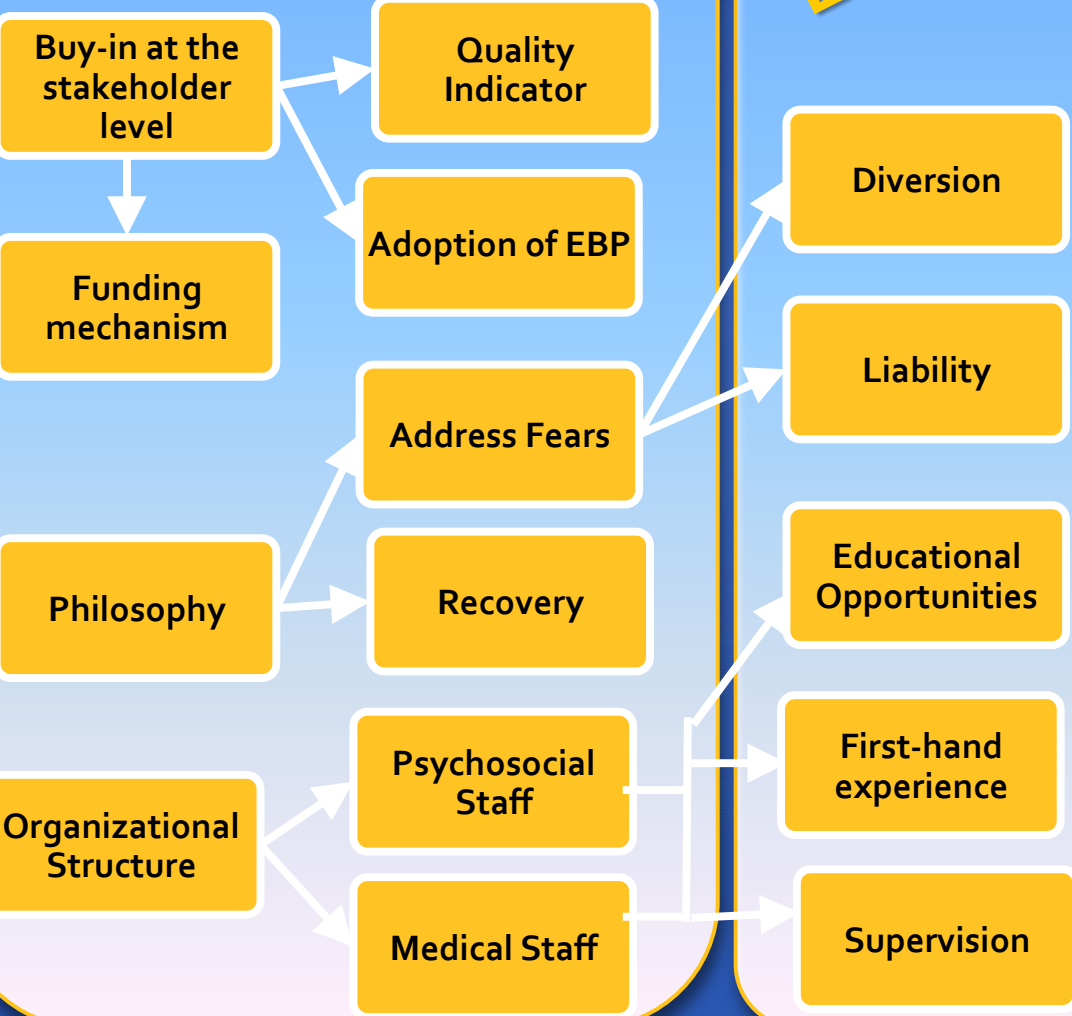 Buy-in at the
stakeholder
level
Quality
Indicator
Adoption of EBP
Funding
mechanism
Diversion
Liability
Address Fears
Philosophy
Recovery
Educational
Opportunities
Organizational
Structure
Psychosocial
Staff
Medical Staff
First-hand
experience
Supervision